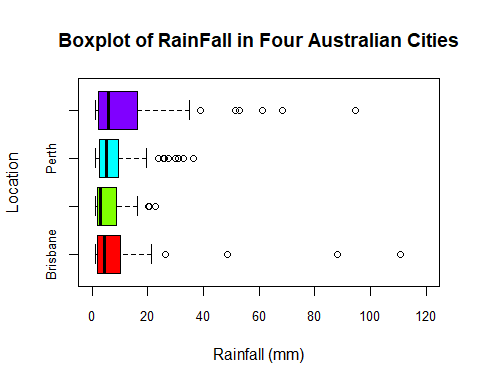 Boxplot of RainFall in Four Australian Cities
Location
Perth
Brisbane
0 20 40 60 80 100 120
Rainfall (mm)